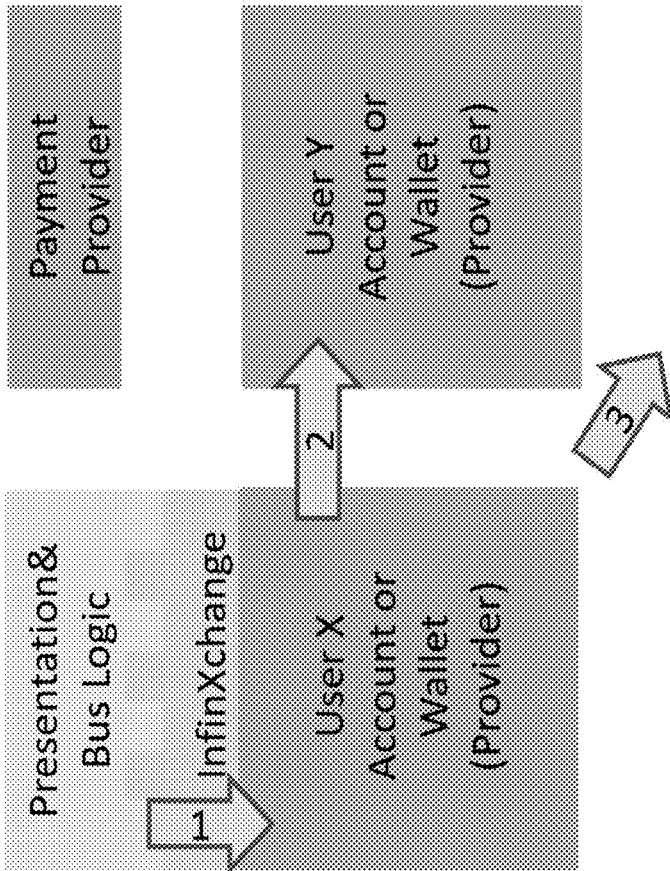 Presentation&
Bus Logic
InfinXchange
1
User X
Account or
Wallet
(Provider)
2
Payment
Provider
User Y
Account or
Wallet
(Provider)
3